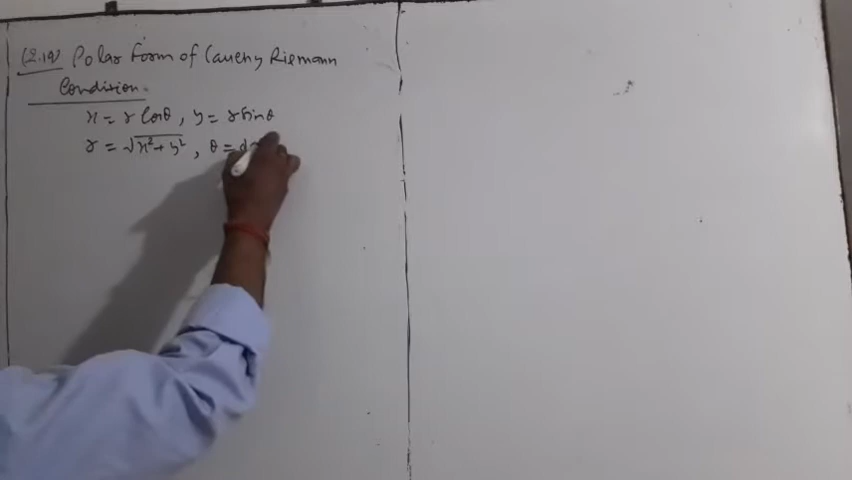 (2.19) Polar form of Cauchy Riemann
Condition.
x = r Cosθ, y = r Sinθ
r = √x²+y², θ =